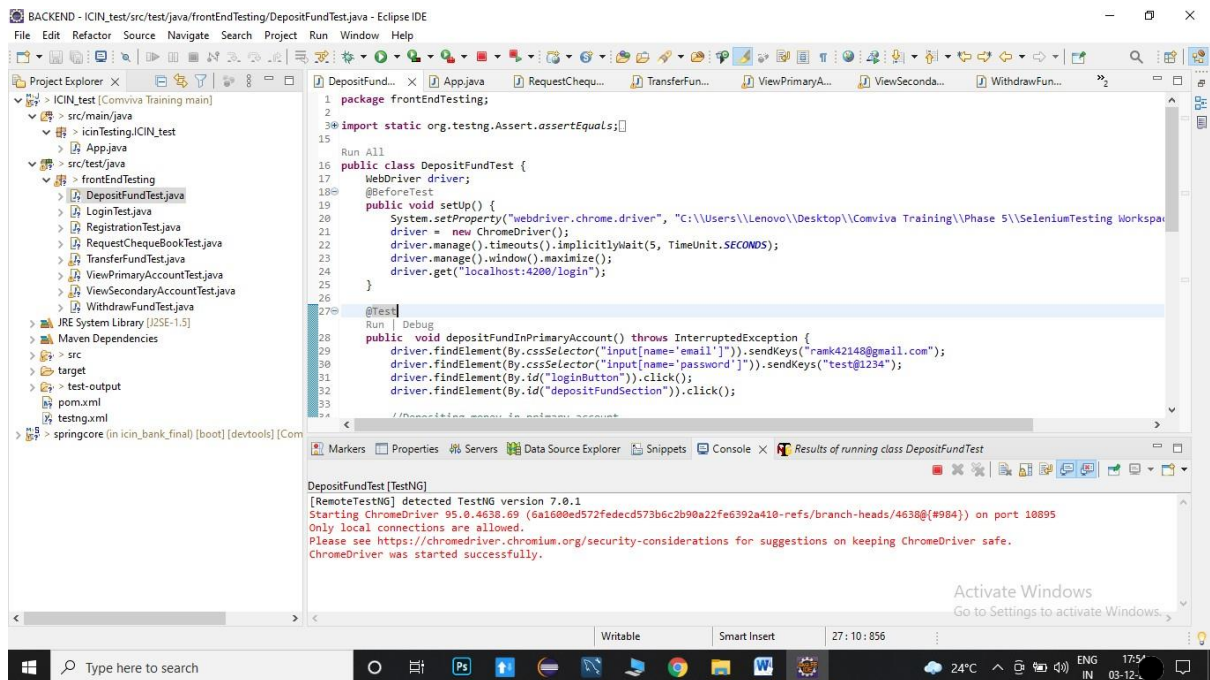 BACKEND - ICIN_test/src/test/java/frontEndTesting/DepositFundTest.java - Eclipse IDE
File Edit Refactor Source Navigate Search Project Run Window Help
Project Explorer
> ICIN_test [Comviva Training main]
> src/main/java
> icinTesting.ICIN_test
> App.java
> src/test/java
> frontEndTesting
> DepositFundTest.java
> LoginTest.java
> RegistrationTest.java
> RequestChequeBookTest.java
> TransferFundTest.java
> ViewPrimaryAccountTest.java
> ViewSecondaryAccountTest.java
> WithdrawFundTest.java
> JRE System Library [J2SE-1.5]
> Maven Dependencies
> src
> target
> test-output
pom.xml
testng.xml
> springcore (in icin_bank_final) [boot] [devtools] [Com
DepositFund... App.java RequestChequ... TransferFun... ViewPrimaryA... ViewSeconda... WithdrawFun... »2
1 package frontEndTesting;
2
3 import static org.testng.Assert.assertEquals;
15
Run All
16 public class DepositFundTest {
17 WebDriver driver;
18 @BeforeTest
19 public void setUp() {
20 System.setProperty("webdriver.chrome.driver", "C:\\Users\\Lenovo\\Desktop\\Comviva Training\\Phase 5\\SeleniumTesting Workspa
21 driver = new ChromeDriver();
22 driver.manage().timeouts().implicitlyWait(5, TimeUnit.SECONDS);
23 driver.manage().window().maximize();
24 driver.get("localhost:4200/login");
25 }
26
27 @Test
Run | Debug
28 public void depositFundInPrimaryAccount() throws InterruptedException {
29 driver.findElement(By.cssSelector("input[name='email']")).sendKeys("ramk42148@gmail.com");
30 driver.findElement(By.cssSelector("input[name='password']")).sendKeys("test@1234");
31 driver.findElement(By.id("loginButton")).click();
32 driver.findElement(By.id("depositFundSection")).click();
33
34 //Depositing money in primary account
Markers Properties Servers Data Source Explorer Snippets Console Results of running class DepositFundTest
DepositFundTest [TestNG]
[RemoteTestNG] detected TestNG version 7.0.1
Starting ChromeDriver 95.0.4638.69 (6a1600ed572fedecd573b6c2b90a22fe6392a410-refs/branch-heads/4638@{#984}) on port 10895
Only local connections are allowed.
Please see https://chromedriver.chromium.org/security-considerations for suggestions on keeping ChromeDriver safe.
ChromeDriver was started successfully.
Activate Windows
Go to Settings to activate Windows.
Writable Smart Insert 27 : 10 : 856
Type here to search
Ps
W
24°C
ENG
IN
17:54
03-12-